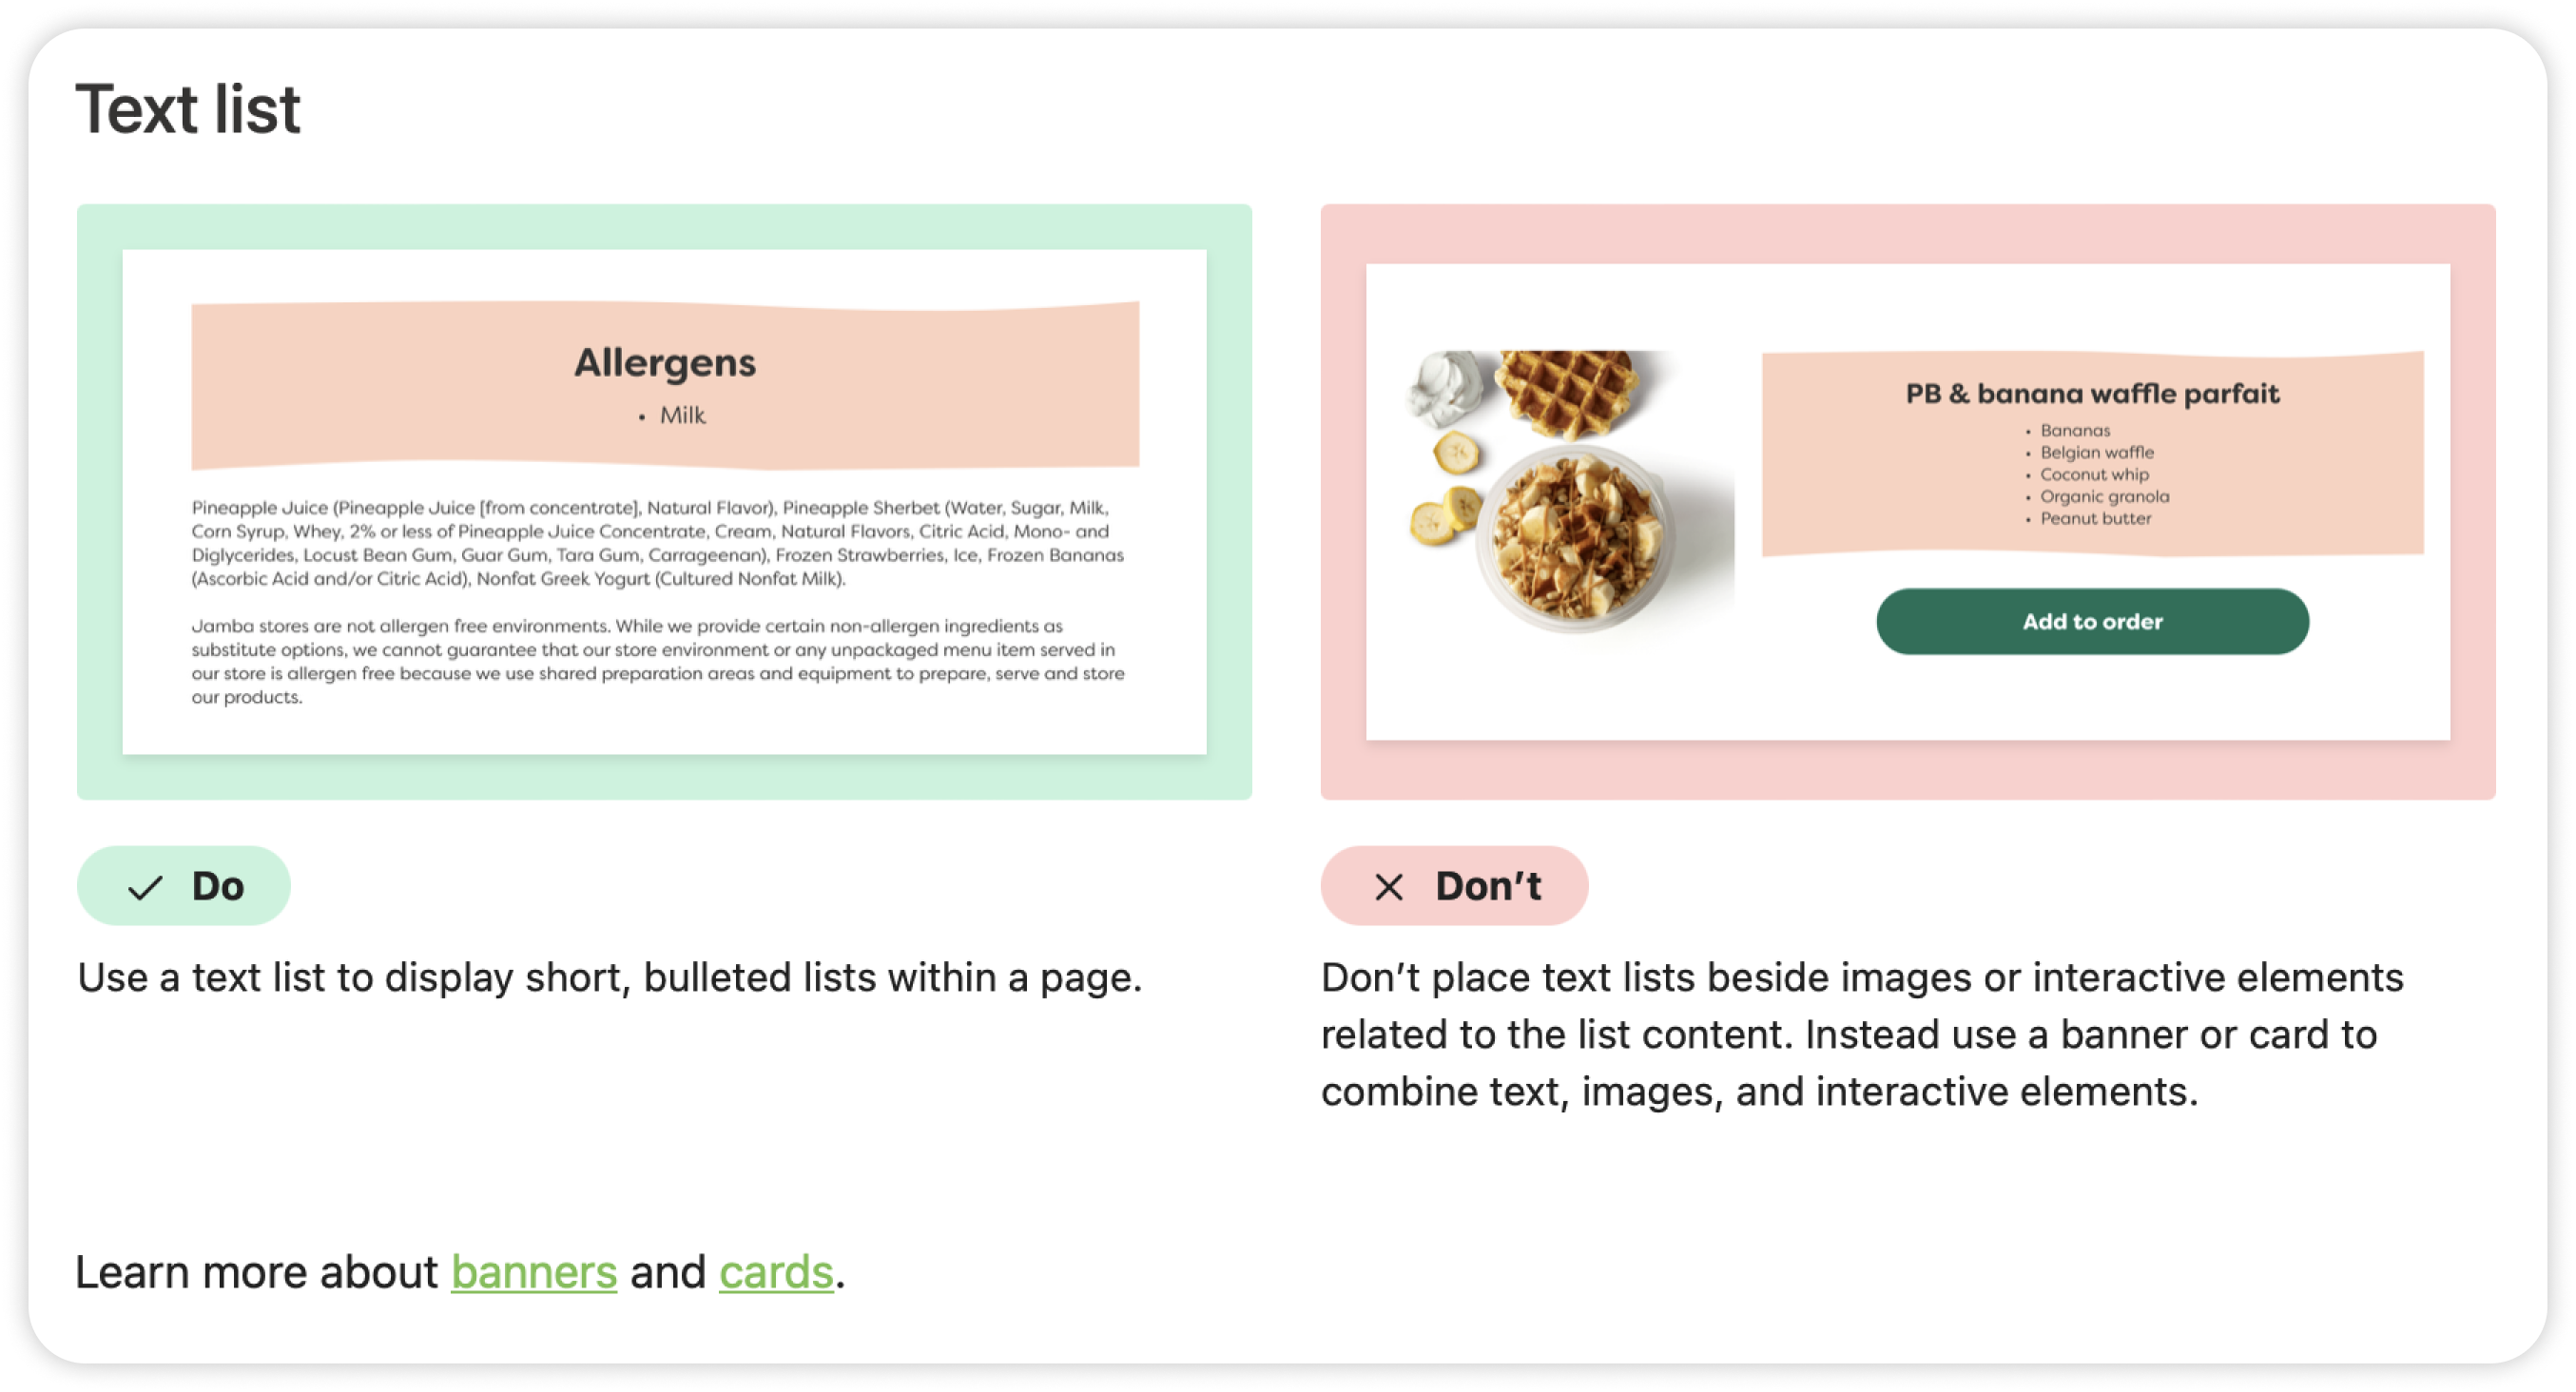 Text list
Allergens
• Milk
Pineapple Juice (Pineapple Juice [from concentrate], Natural Flavor), Pineapple Sherbet (Water, Sugar, Milk,
Corn Syrup, Whey, 2% or less of Pineapple Juice Concentrate, Cream, Natural Flavors, Citric Acid, Mono- and
Diglycerides, Locust Bean Gum, Guar Gum, Tara Gum, Carrageenan), Frozen Strawberries, Ice, Frozen Bananas
(Ascorbic Acid and/or Citric Acid), Nonfat Greek Yogurt (Cultured Nonfat Milk).
Jamba stores are not allergen free environments. While we provide certain non-allergen ingredients as
substitute options, we cannot guarantee that our store environment or any unpackaged menu item served in
our store is allergen free because we use shared preparation areas and equipment to prepare, serve and store
our products.
Do
Use a text list to display short, bulleted lists within a page.
PB & banana waffle parfait
• Bananas
• Belgian waffle
• Coconut whip
• Organic granola
• Peanut butter
Add to order
Don’t
Don’t place text lists beside images or interactive elements
related to the list content. Instead use a banner or card to
combine text, images, and interactive elements.
Learn more about banners and cards.